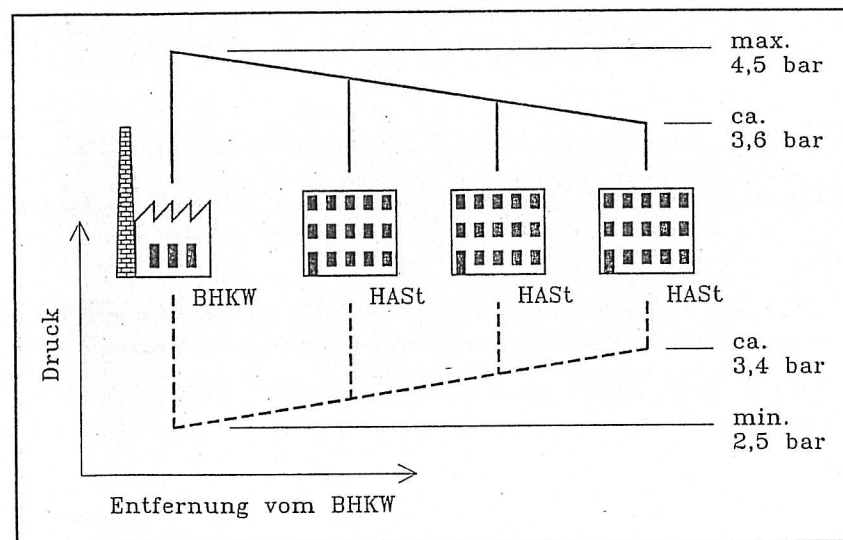 max.
4,5 bar
ca.
3,6 bar
BHKW
HASt
HASt
HASt
Druck
ca.
3,4 bar
min.
2,5 bar
Entfernung vom BHKW